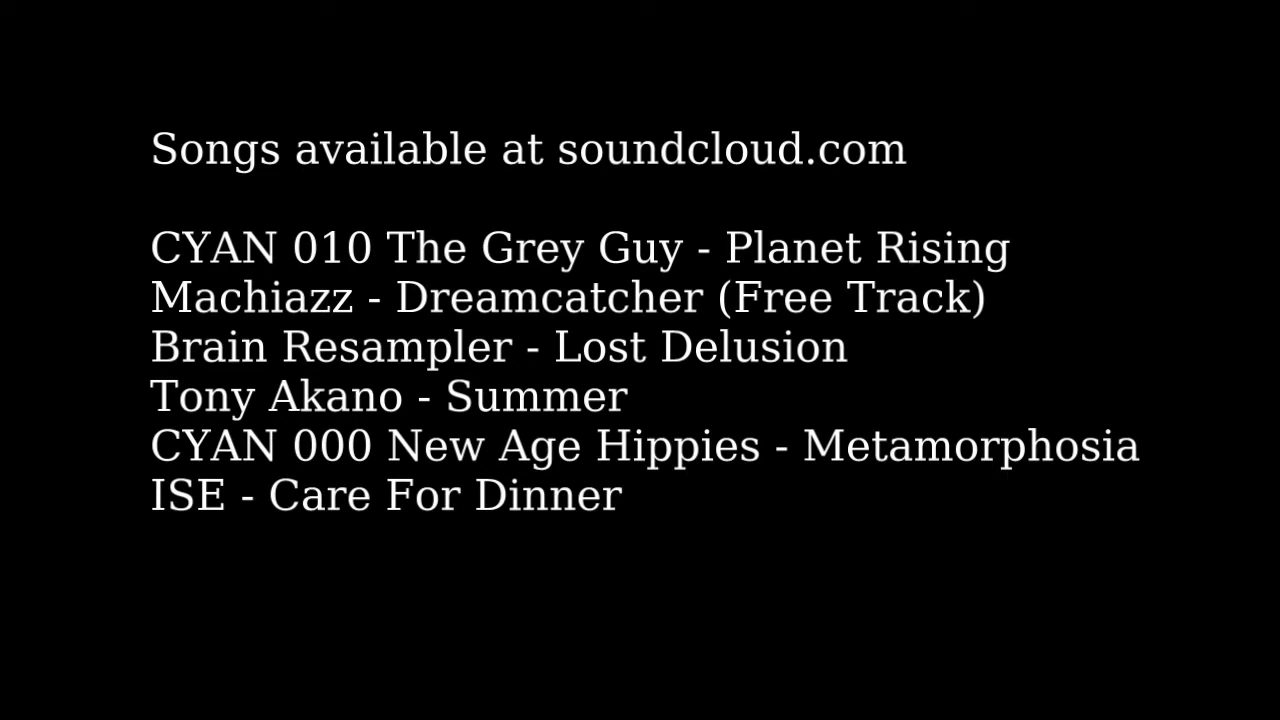 Songs available at soundcloud.com
CYAN 010 The Grey Guy - Planet Rising
Machiazz - Dreamcatcher (Free Track)
Brain Resampler - Lost Delusion
Tony Akano - Summer
CYAN 000 New Age Hippies - Metamorphosia
ISE - Care For Dinner